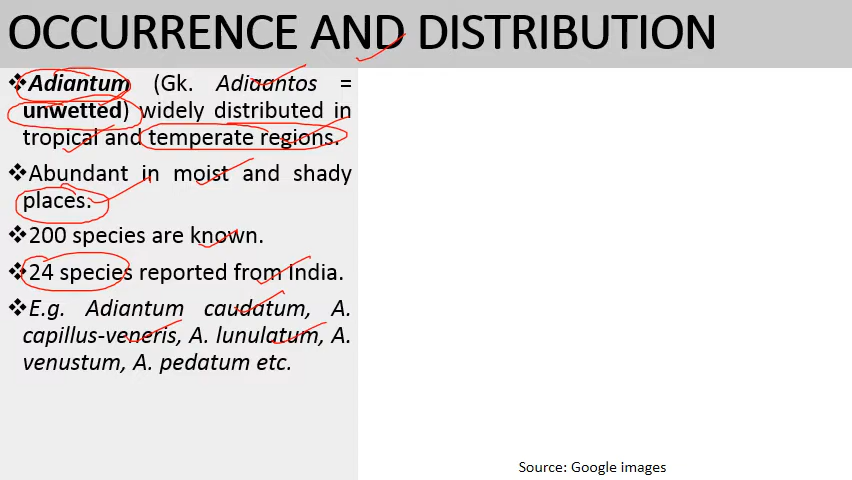 OCCURRENCE AND DISTRIBUTION
❖Adiantum (Gk. Adiaantos =
unwetted) widely distributed in
tropical and temperate regions.
❖Abundant in moist and shady
places.
❖200 species are known.
❖24 species reported from India.
❖E.g. Adiantum caudatum, A.
capillus-veneris, A. lunulatum, A.
venustum, A. pedatum etc.
Source: Google images